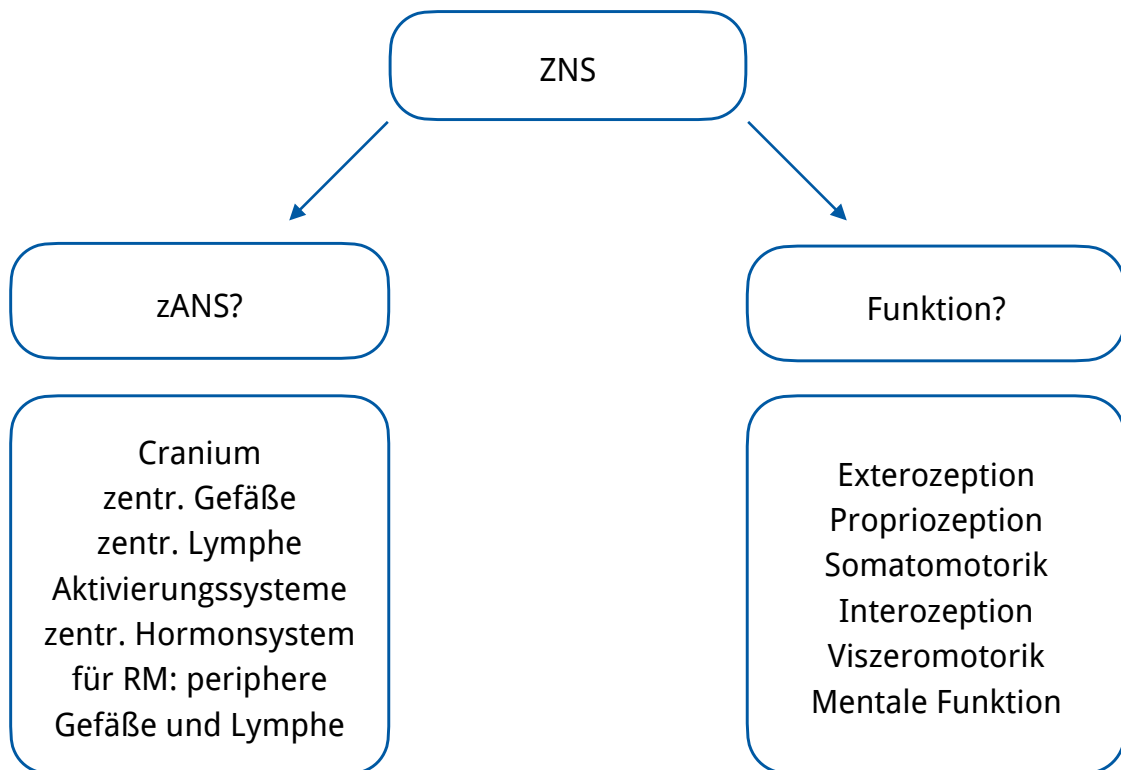 ZNS
zANS?
Funktion?
Cranium
zentr. Gefäße
zentr. Lymphe
Aktivierungssysteme
zentr. Hormonsystem
für RM: periphere
Gefäße und Lymphe
Exterozeption
Propriozeption
Somatomotorik
Interozeption
Viszeromotorik
Mentale Funktion